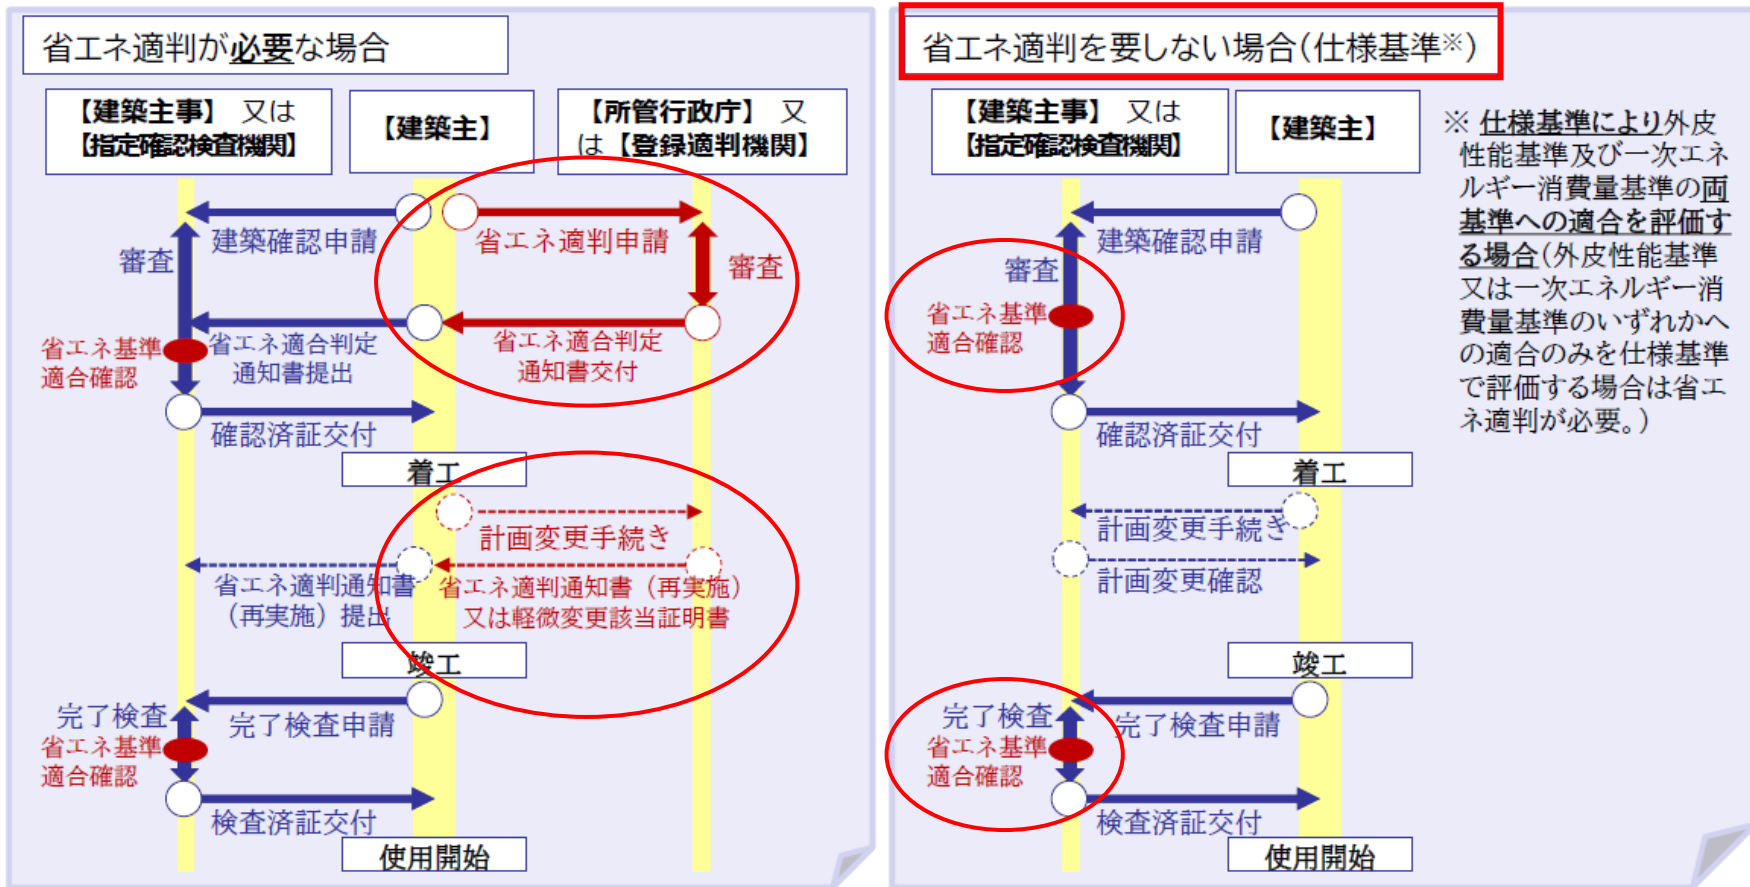 省エネ適判が必要な場合
【建築主事】 又は
【指定確認検査機関】
【建築主】
【所管行政庁】 又
は【登録適判機関】
建築確認申請
省エネ適判申請
審査
審査
省エネ基準
適合確認
省エネ適合判定
通知書提出
省エネ適合判定
通知書交付
確認済証交付
着工
計画変更手続き
省エネ適判通知書
（再実施）提出
省エネ適判通知書（再実施）
又は軽微変更該当証明書
竣工
完了検査
完了検査申請
省エネ基準
適合確認
検査済証交付
使用開始
省エネ適判を要しない場合（仕様基準※）
【建築主事】 又は
【指定確認検査機関】
【建築主】
建築確認申請
審査
省エネ基準
適合確認
確認済証交付
着工
計画変更手続き
計画変更確認
竣工
完了検査
完了検査申請
省エネ基準
適合確認
検査済証交付
使用開始
※ 仕様基準により外皮
性能基準及び一次エネ
ルギー消費量基準の両
基準への適合を評価す
る場合（外皮性能基準
又は一次エネルギー消
費量基準のいずれかへ
の適合のみを仕様基準
で評価する場合は省エ
ネ適判が必要。）